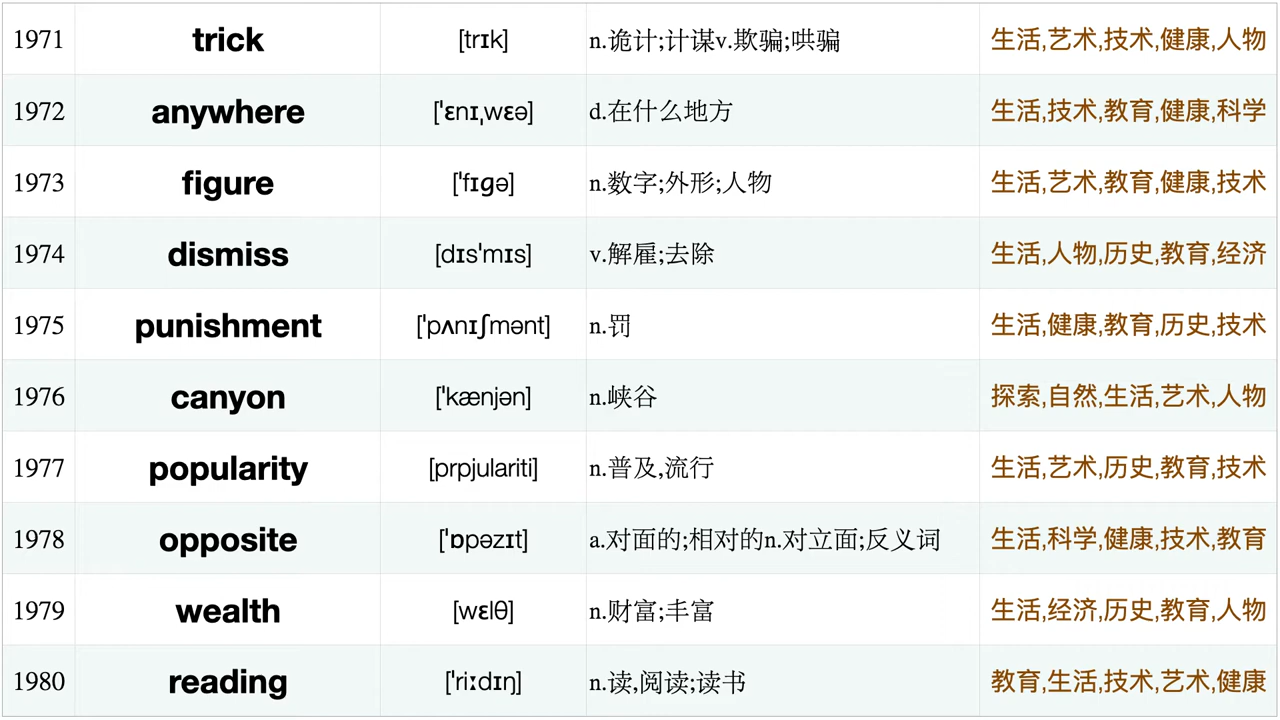 1971 trick [trɪk] n.诡计;计谋v.欺骗;哄骗 生活,艺术,技术,健康,人物
1972 anywhere [ˈɛnɪˌwɛə] d.在什么地方 生活,技术,教育,健康,科学
1973 figure [ˈfɪɡə] n.数字;外形;人物 生活,艺术,教育,健康,技术
1974 dismiss [dɪsˈmɪs] v.解雇;去除 生活,人物,历史,教育,经济
1975 punishment [ˈpʌnɪʃmənt] n.罚 生活,健康,教育,历史,技术
1976 canyon [ˈkænjən] n.峡谷 探索,自然,生活,艺术,人物
1977 popularity [prpjulariti] n.普及,流行 生活,艺术,历史,教育,技术
1978 opposite [ˈɒpəzɪt] a.对面的;相对的n.对立面;反义词 生活,科学,健康,技术,教育
1979 wealth [wɛlθ] n.财富;丰富 生活,经济,历史,教育,人物
1980 reading [ˈriːdɪŋ] n.读,阅读;读书 教育,生活,技术,艺术,健康